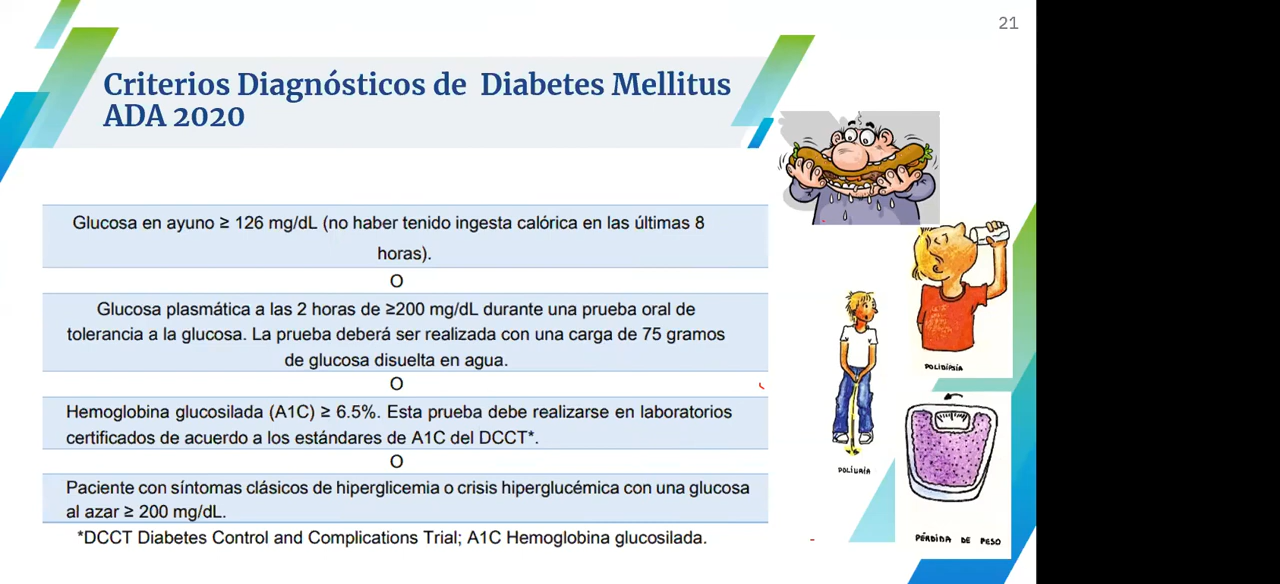 21
Criterios Diagnósticos de Diabetes Mellitus
ADA 2020
Glucosa en ayuno ≥ 126 mg/dL (no haber tenido ingesta calórica en las últimas 8
horas).
O
Glucosa plasmática a las 2 horas de ≥200 mg/dL durante una prueba oral de
tolerancia a la glucosa. La prueba deberá ser realizada con una carga de 75 gramos
de glucosa disuelta en agua.
O
Hemoglobina glucosilada (A1C) ≥ 6.5%. Esta prueba debe realizarse en laboratorios
certificados de acuerdo a los estándares de A1C del DCCT*.
O
Paciente con síntomas clásicos de hiperglicemia o crisis hiperglucémica con una glucosa
al azar ≥ 200 mg/dL.
*DCCT Diabetes Control and Complications Trial; A1C Hemoglobina glucosilada.
POLIDIPSIA
POLIURIA
PÉRDIDA DE PESO